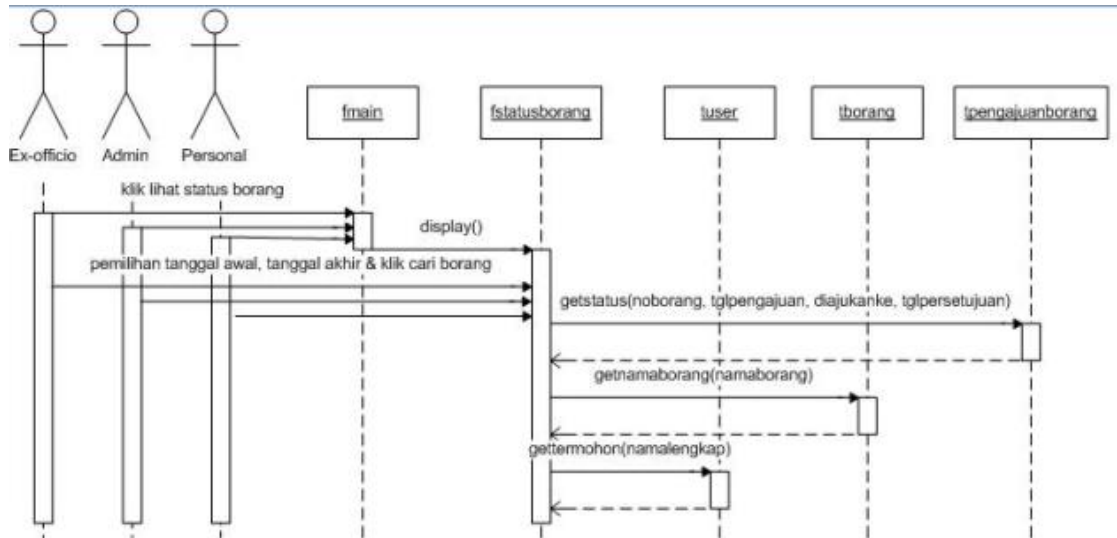 Ex-officio
Admin
Personal
fmain
fstatusborang
tuser
tborang
tpengajuanborang
klik lihat status borang
display()
pemilihan tanggal awal, tanggal akhir & klik cari borang
getstatus(noborang, tglpengajuan, diajukanke, tglpersetujuan)
getnamaborang(namaborang)
gettermohon(namalengkap)